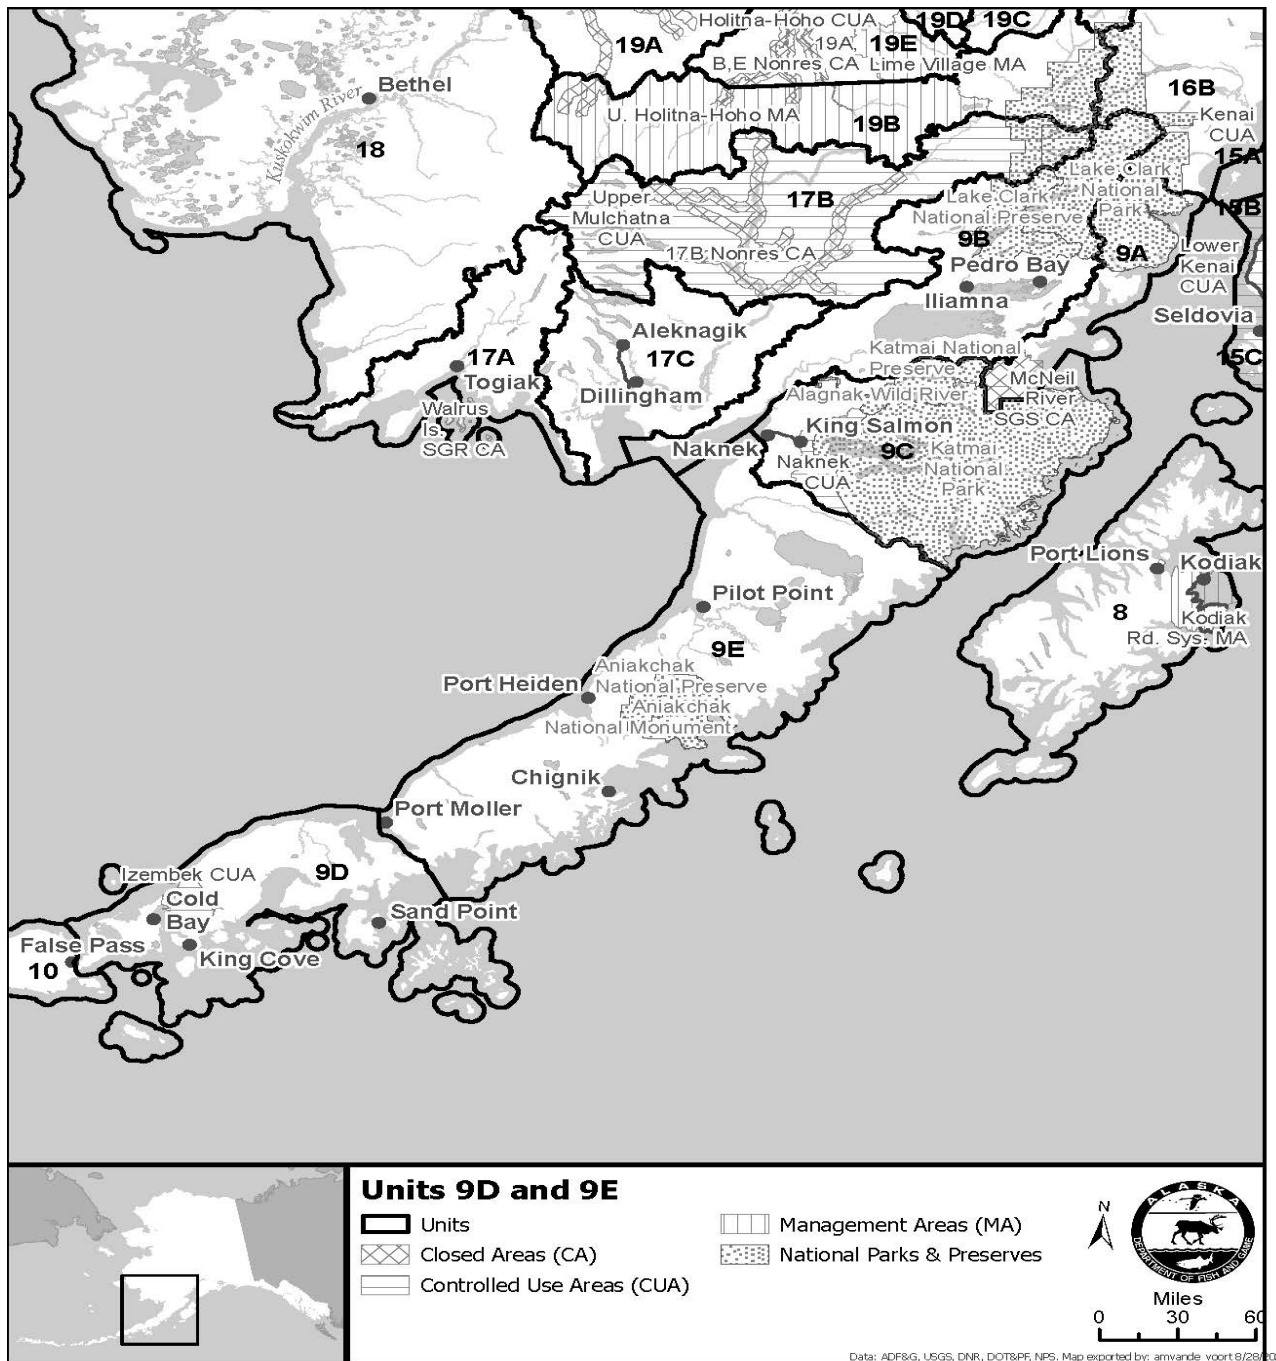 Holitna-Hoho CUA
19D
19C
19A
19A,
19E
B,E Nonres CA
Lime Village MA
Bethel
16B
Kuskokwim River
U. Holitna-Hoho MA
19B
Kenai
CUA
18
15A
Lake Clark
National
Park
Upper
Mulchatna
CUA
17B
Lake Clark
National Preserve
15B
9B
17B Nonres CA
9A
Lower
Kenai
CUA
Pedro Bay
Iliamna
Seldovia
Aleknagik
17A
17C
Katmai National
Preserve
15C
Togiak
McNeil
River
SGS CA
Dillingham
Alagnak Wild River
Walrus
Is.
SGR CA
King Salmon
Naknek
9C
Katmai
National
Park
Naknek
CUA
Port Lions
Kodiak
Pilot Point
8
Kodiak
Rd. Sys. MA
9E
Aniakchak
National Preserve
Port Heiden
Aniakchak
National Monument
Chignik
Port Moller
9D
Izembek CUA
Cold
Bay
Sand Point
False Pass
King Cove
10
Units 9D and 9E
Units
Closed Areas (CA)
Controlled Use Areas (CUA)
Management Areas (MA)
National Parks & Preserves
N
ALASKA
DEPARTMENT OF FISH AND GAME
Miles
0 30 60
Data: ADF&G, USGS, DNR, DOT&PF, NPS. Map exported by: amvande_voort 8/28/